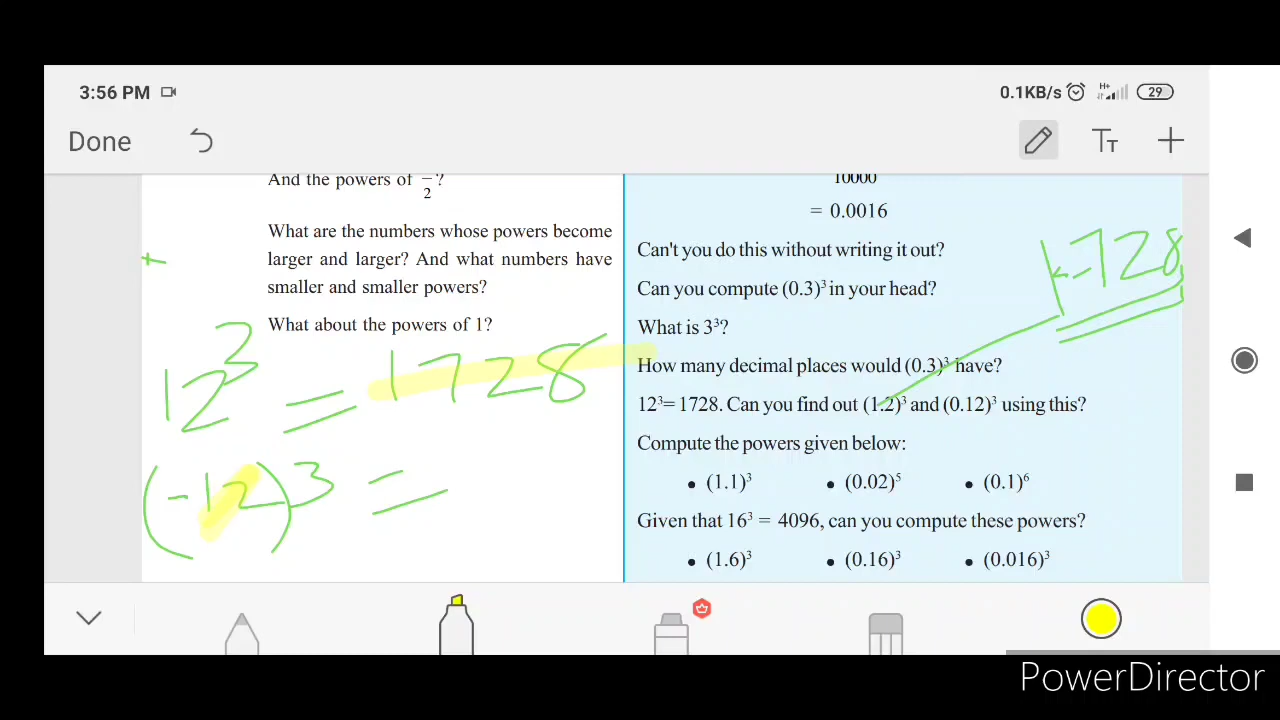 3:56 PM 0.1KB/s H+ 29
Done
And the powers of –/2?
What are the numbers whose powers become
larger and larger? And what numbers have
smaller and smaller powers?
What about the powers of 1?
12³ = 1728
(-12)³ =
10000
= 0.0016
Can't you do this without writing it out?
Can you compute (0.3)³ in your head?
What is 3³?
How many decimal places would (0.3)³ have?
12³= 1728. Can you find out (1.2)³ and (0.12)³ using this?
Compute the powers given below:
• (1.1)³ • (0.02)⁵ • (0.1)⁶
Given that 16³ = 4096, can you compute these powers?
• (1.6)³ • (0.16)³ • (0.016)³
PowerDirector